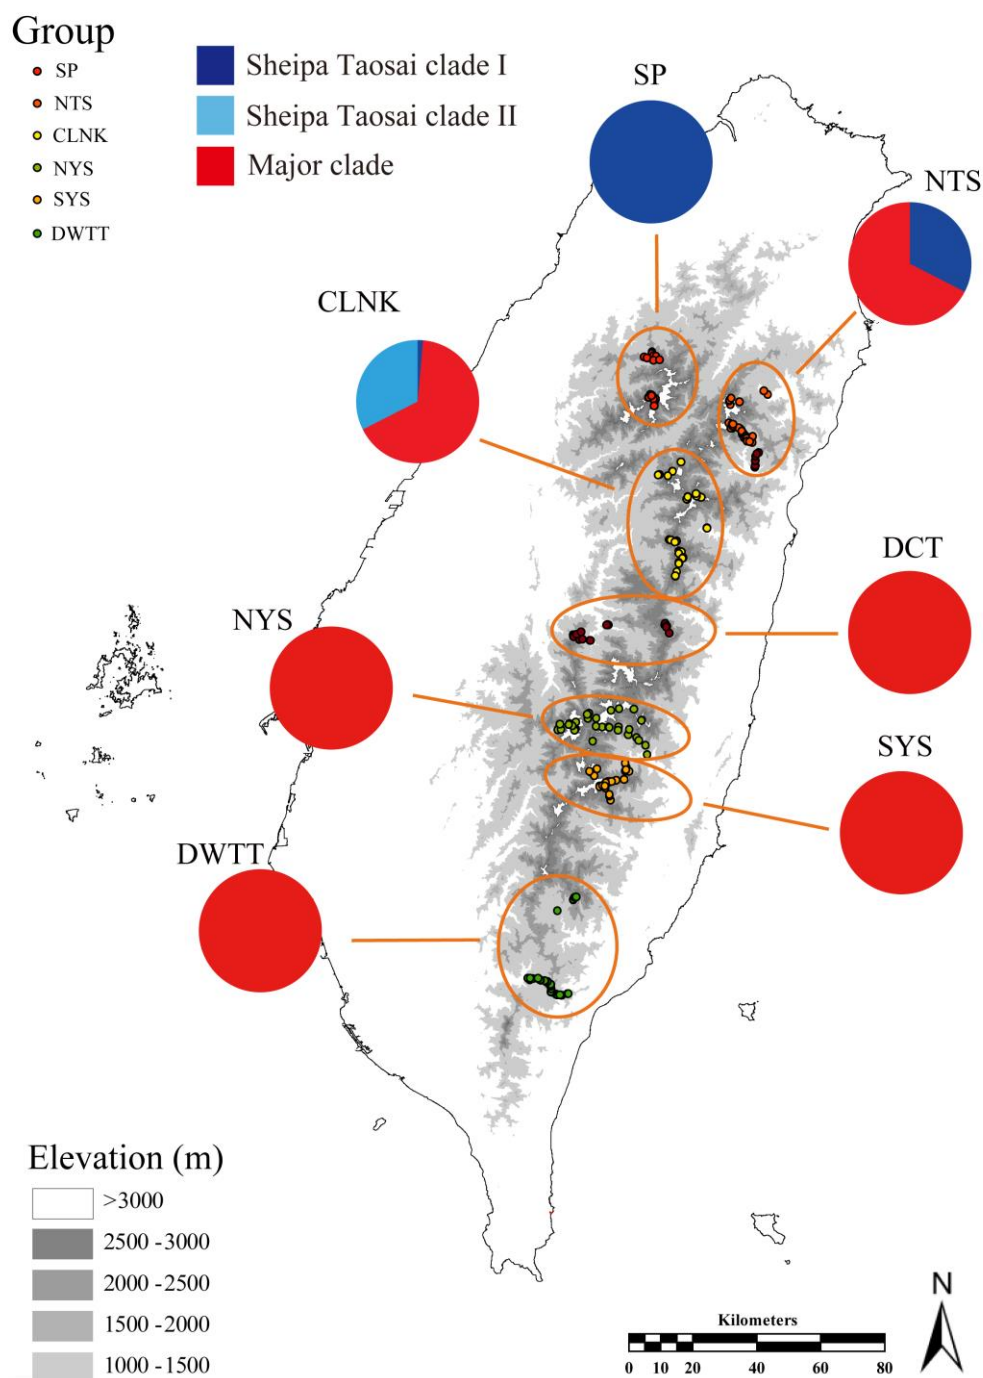 Group
SP
NTS
CLNK
NYS
SYS
DWTT
Sheipa Taosai clade I
Sheipa Taosai clade II
Major clade
SP
NTS
CLNK
DCT
NYS
SYS
DWTT
Elevation (m)
>3000
2500 -3000
2000 -2500
1500 -2000
1000 -1500
N
Kilometers
0 10 20 40 60 80